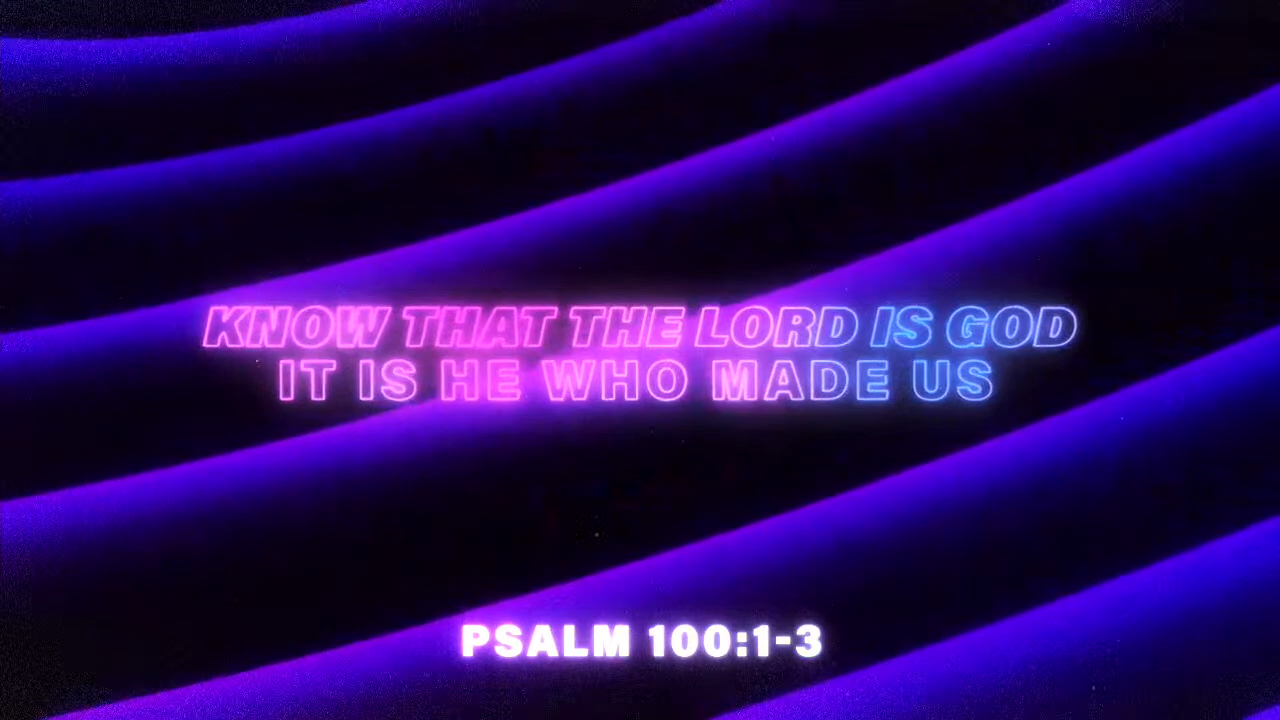 KNOW THAT THE LORD IS GOD
IT IS HE WHO MADE US
PSALM 100:1-3